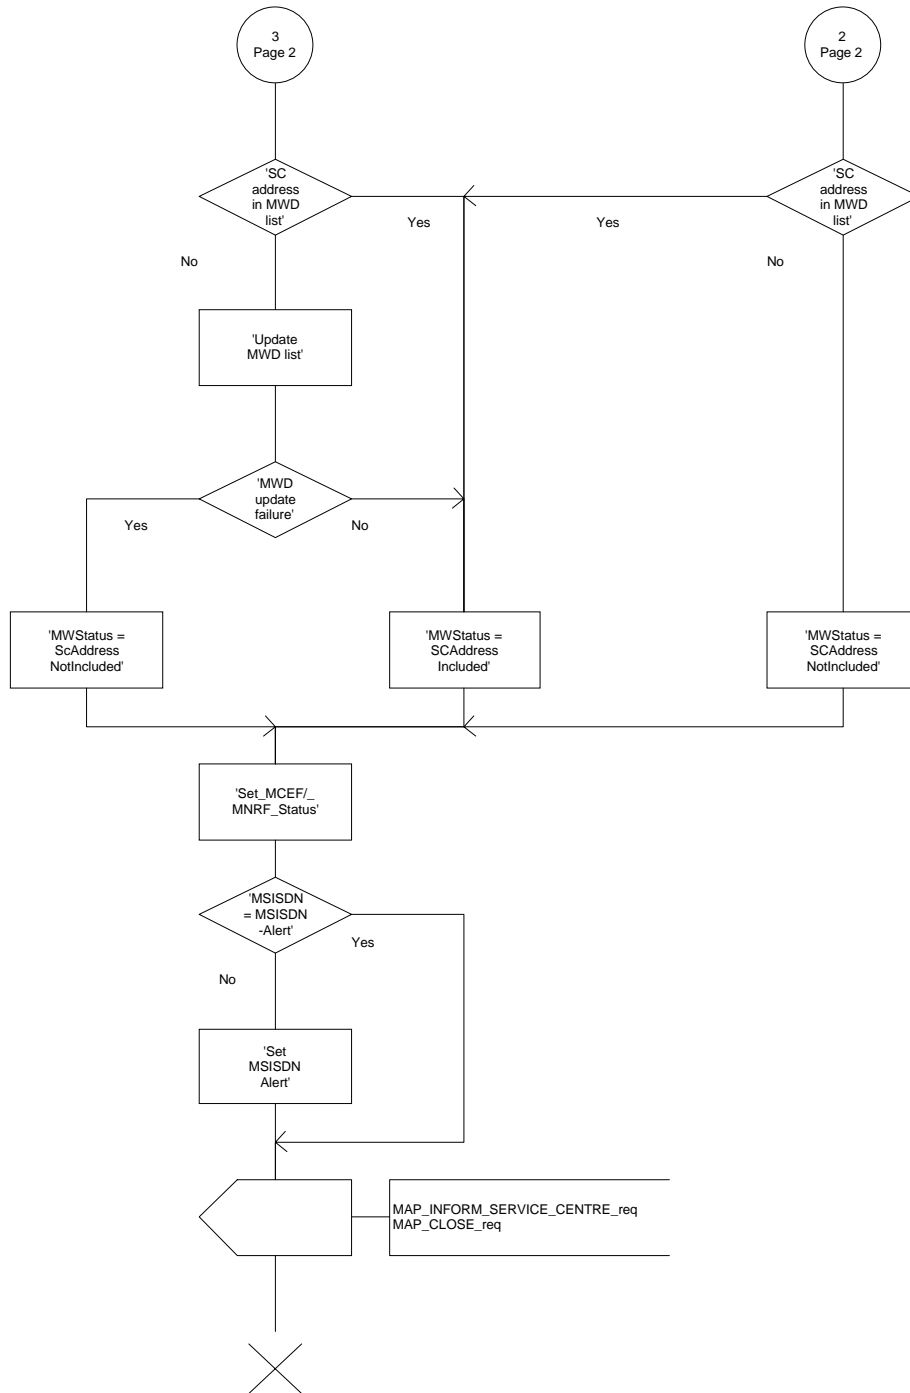 3
Page 2
2
Page 2
'SC
address
in MWD
list'
'SC
address
in MWD
list'
Yes
Yes
No
No
'Update
MWD list'
'MWD
update
failure'
Yes
No
'MWStatus =
ScAddress
NotIncluded'
'MWStatus =
SCAddress
Included'
'MWStatus =
SCAddress
NotIncluded'
'Set_MCEF/_
MNRF_Status'
'MSISDN
= MSISDN
-Alert'
Yes
No
'Set
MSISDN
Alert'
MAP_INFORM_SERVICE_CENTRE_req
MAP_CLOSE_req